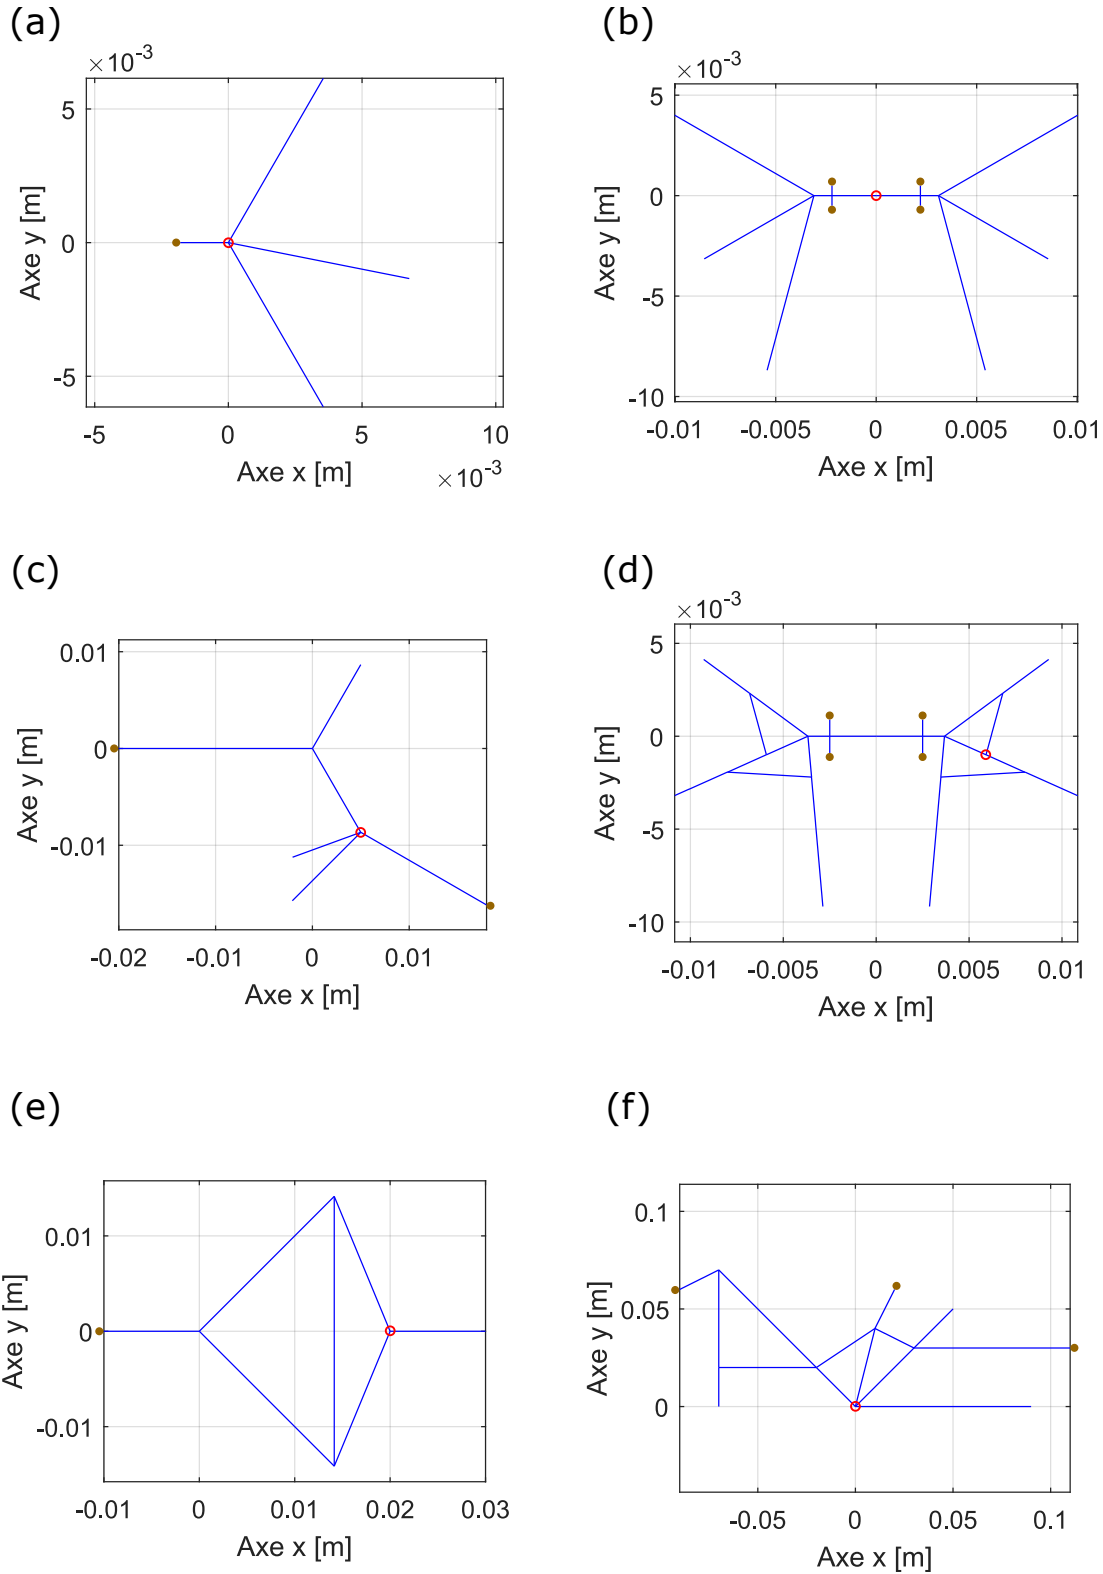 (a)
×10⁻³
5
0
-5
Axe y [m]
-5 0 5 10
Axe x [m]
×10⁻³
(b)
×10⁻³
5
0
-5
-10
Axe y [m]
-0.01 -0.005 0 0.005 0.01
Axe x [m]
(c)
0.01
0
-0.01
Axe y [m]
-0.02 -0.01 0 0.01
Axe x [m]
(d)
×10⁻³
5
0
-5
-10
Axe y [m]
-0.01 -0.005 0 0.005 0.01
Axe x [m]
(e)
0.01
0
-0.01
Axe y [m]
-0.01 0 0.01 0.02 0.03
Axe x [m]
(f)
0.1
0.05
0
Axe y [m]
-0.05 0 0.05 0.1
Axe x [m]